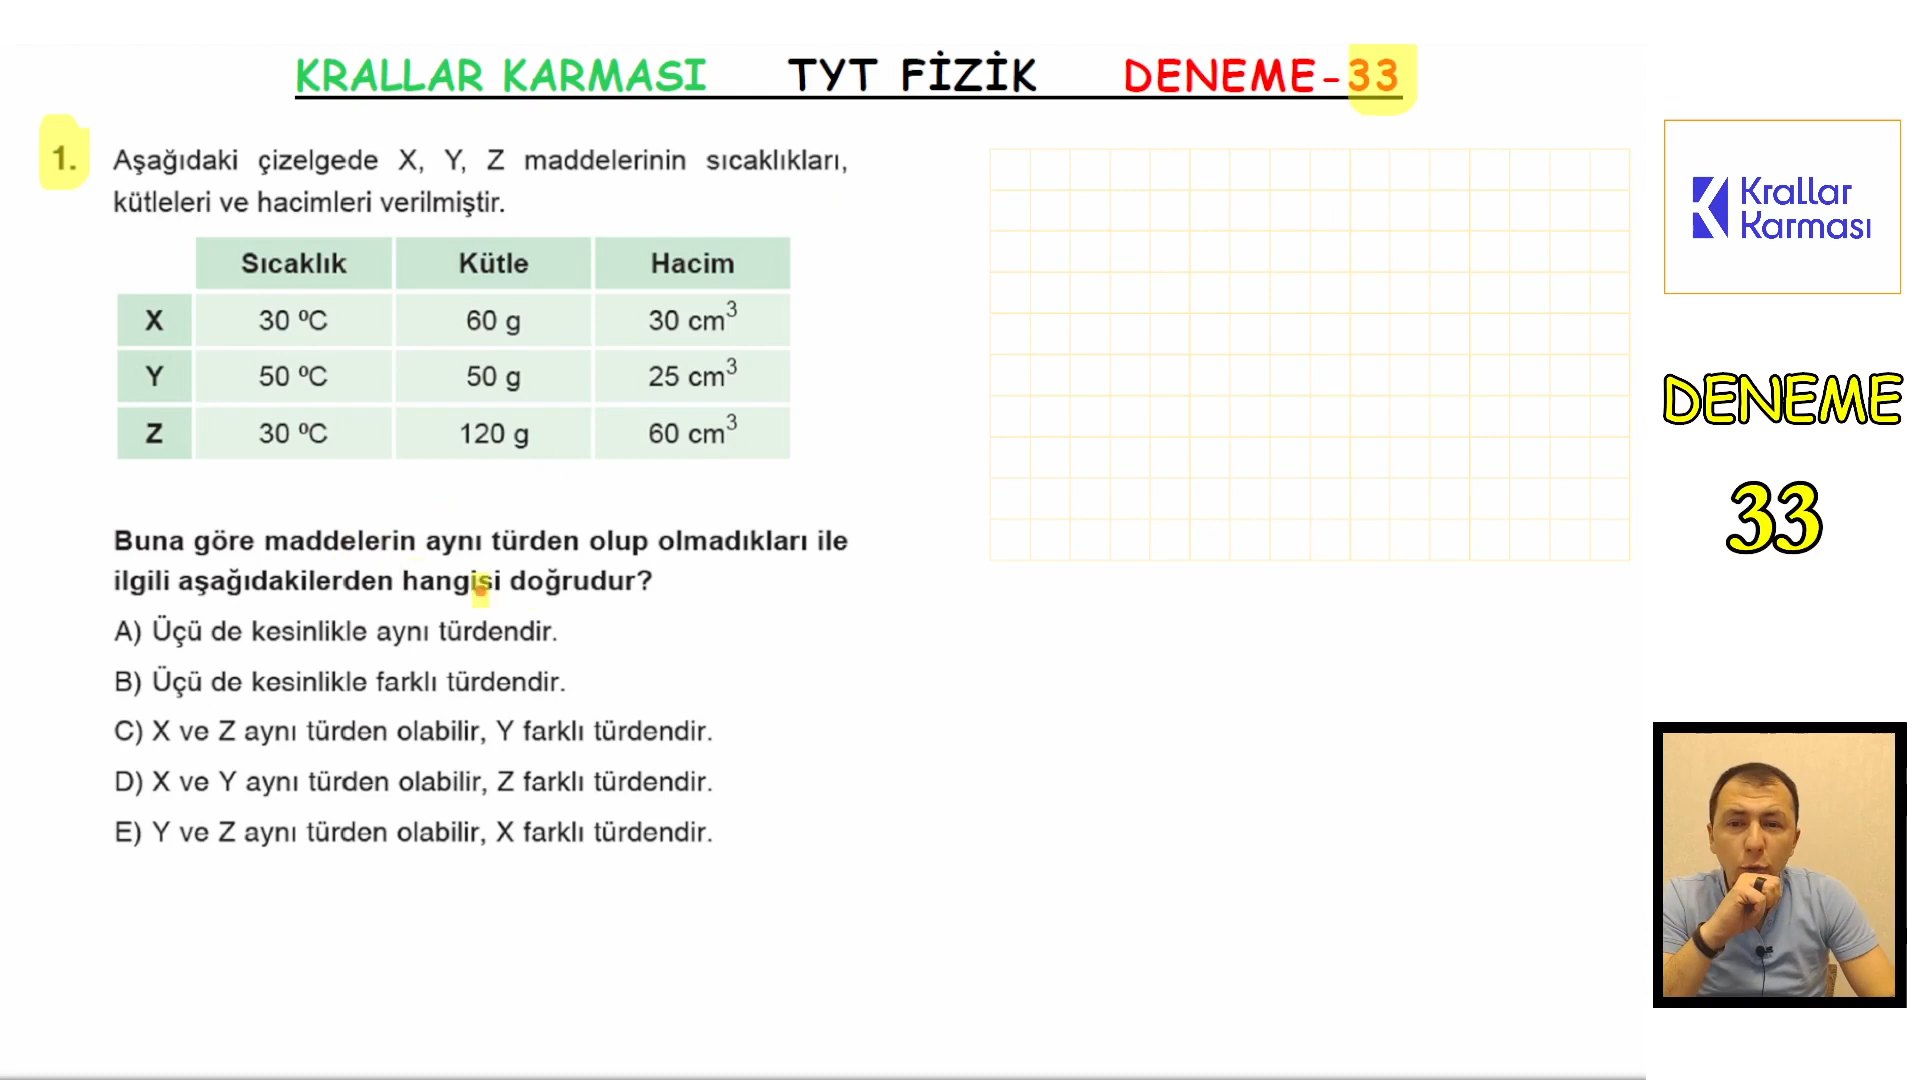 KRALLAR KARMASI TYT FİZİK DENEME-33
1. Aşağıdaki çizelgede X, Y, Z maddelerinin sıcaklıkları,
kütleleri ve hacimleri verilmiştir.
Sıcaklık Kütle Hacim
X 30 ºC 60 g 30 cm³
Y 50 ºC 50 g 25 cm³
Z 30 ºC 120 g 60 cm³
Buna göre maddelerin aynı türden olup olmadıkları ile
ilgili aşağıdakilerden hangisi doğrudur?
A) Üçü de kesinlikle aynı türdendir.
B) Üçü de kesinlikle farklı türdendir.
C) X ve Z aynı türden olabilir, Y farklı türdendir.
D) X ve Y aynı türden olabilir, Z farklı türdendir.
E) Y ve Z aynı türden olabilir, X farklı türdendir.
Krallar
Karması
DENEME
33